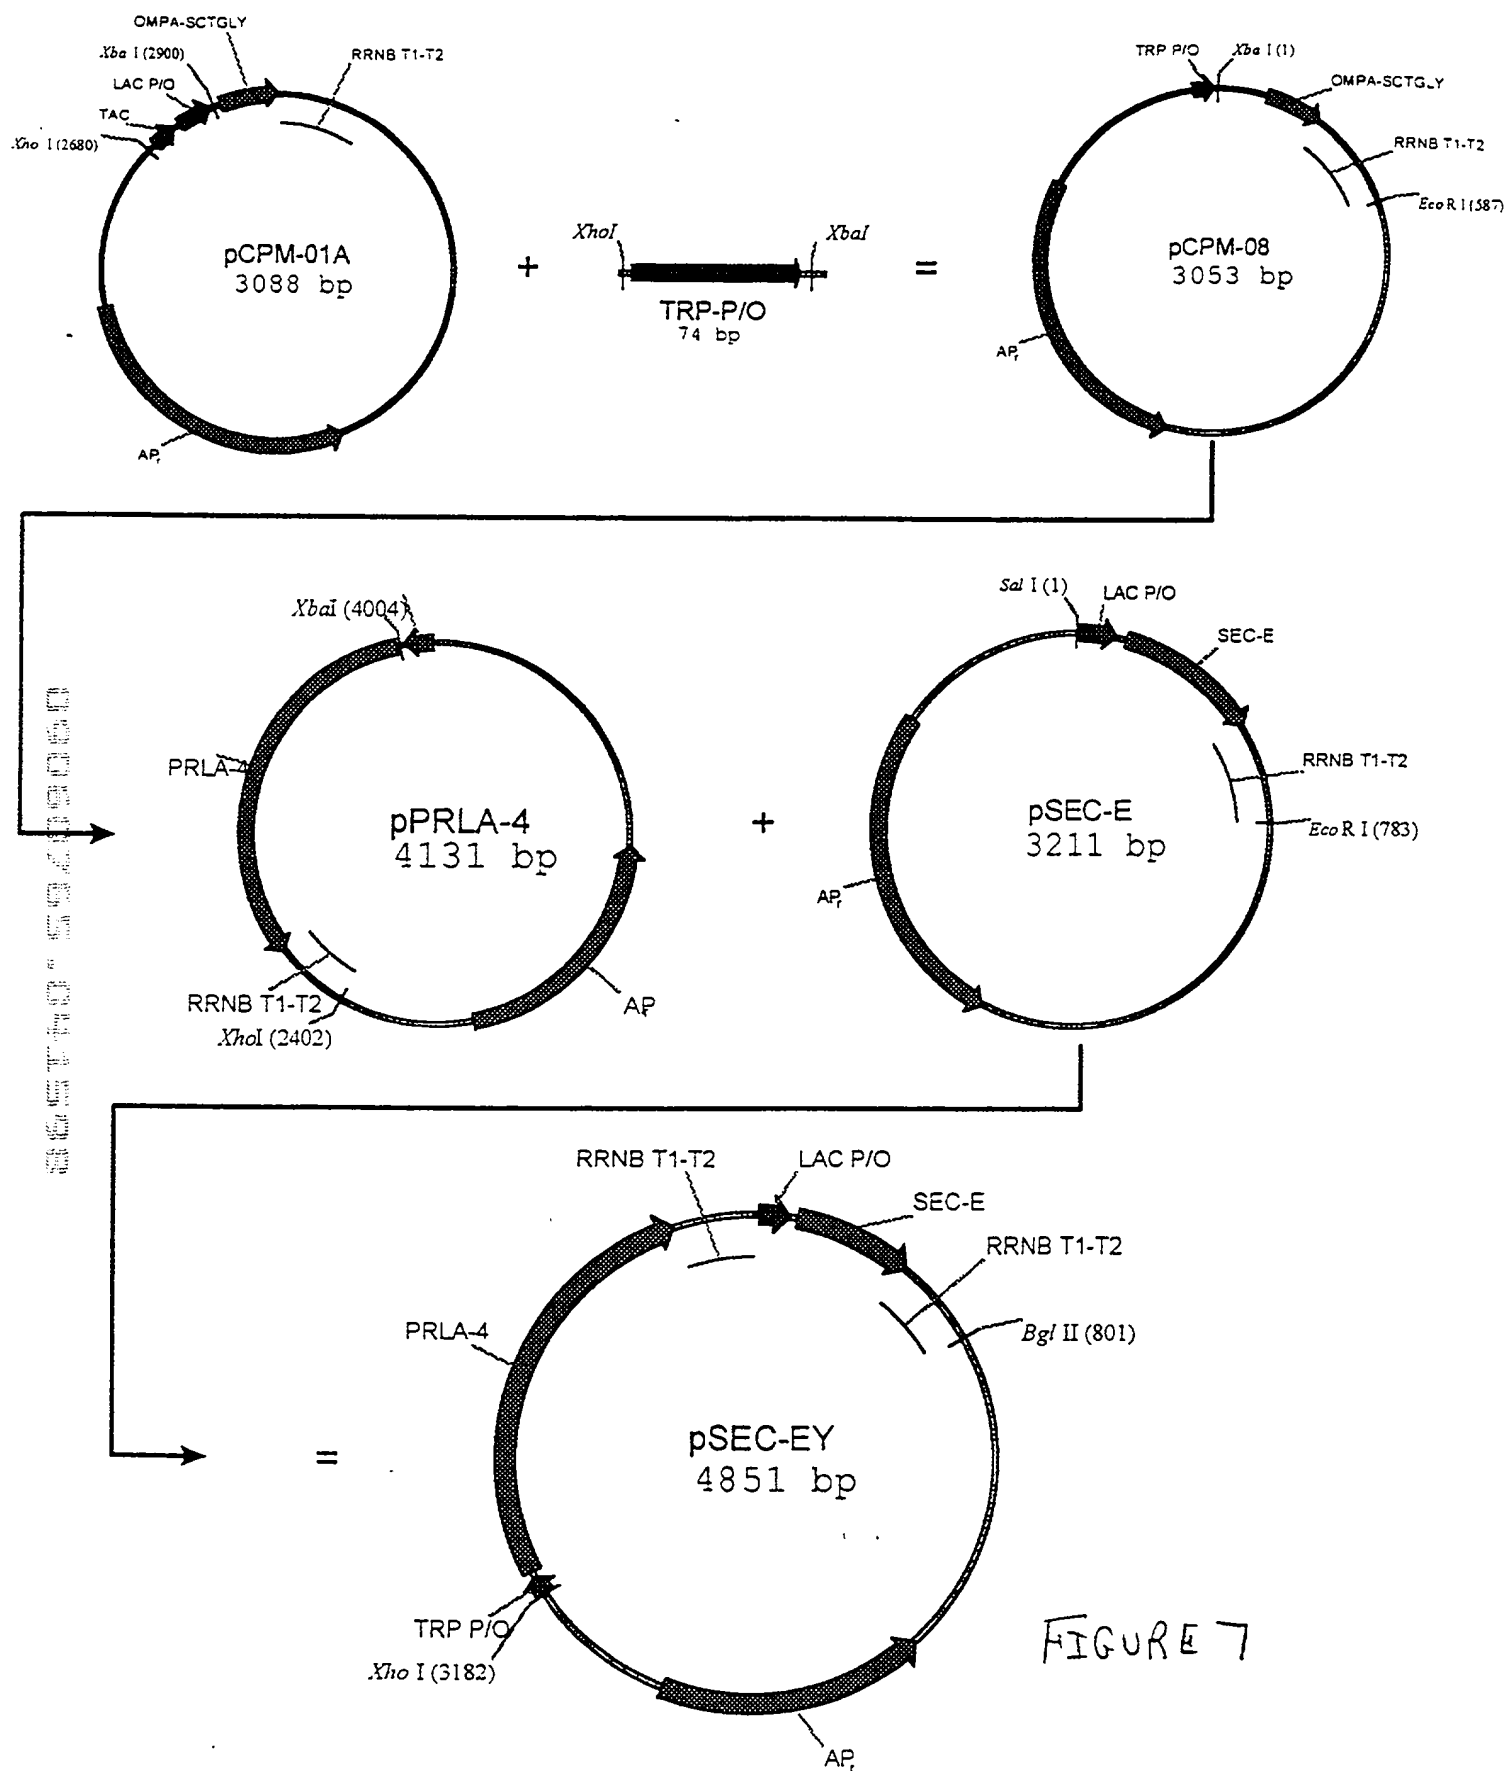 OMPA-SCTGLY
Xba I (2900)
RRNB T1-T2
LAC P/O
TAC
Xho I (2680)
pCPM-01A
3088 bp
APr
+
XhoI
XbaI
TRP-P/O
74 bp
=
TRP P/O
Xba I (1)
OMPA-SCTGLY
RRNB T1-T2
EcoR I (587)
pCPM-08
3053 bp
APr
XbaI (4004)
PRLA-4
pPRLA-4
4131 bp
RRNB T1-T2
XhoI (2402)
AP
+
Sal I (1)
LAC P/O
SEC-E
RRNB T1-T2
EcoR I (783)
pSEC-E
3211 bp
APr
=
RRNB T1-T2
LAC P/O
SEC-E
RRNB T1-T2
Bgl II (801)
PRLA-4
pSEC-EY
4851 bp
TRP P/O
Xho I (3182)
APr
FIGURE 7